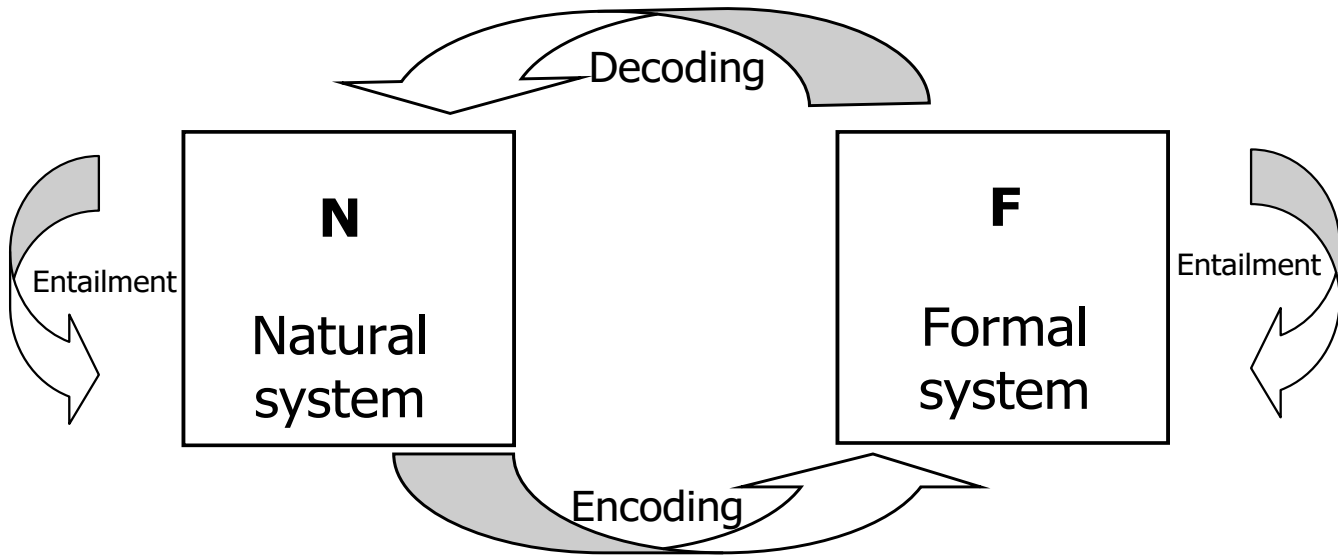 Decoding
N
Natural
system
Entailment
F
Formal
system
Entailment
Encoding